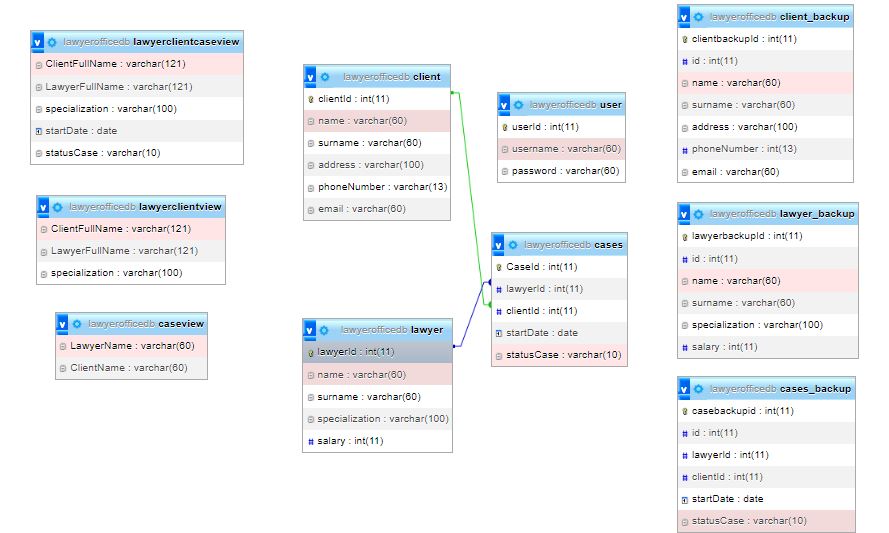 lawyerofficedb lawyerclientcaseview
ClientFullName : varchar(121)
LawyerFullName : varchar(121)
specialization : varchar(100)
startDate : date
statusCase : varchar(10)
lawyerofficedb lawyerclientview
ClientFullName : varchar(121)
LawyerFullName : varchar(121)
specialization : varchar(100)
lawyerofficedb caseview
LawyerName : varchar(60)
ClientName : varchar(60)
lawyerofficedb client
clientId : int(11)
name : varchar(60)
surname : varchar(60)
address : varchar(100)
phoneNumber : varchar(13)
email : varchar(60)
lawyerofficedb lawyer
lawyerId : int(11)
name : varchar(60)
surname : varchar(60)
specialization : varchar(100)
salary : int(11)
lawyerofficedb user
userId : int(11)
username : varchar(60)
password : varchar(60)
lawyerofficedb cases
CaseId : int(11)
lawyerId : int(11)
clientId : int(11)
startDate : date
statusCase : varchar(10)
lawyerofficedb client_backup
clientbackupId : int(11)
id : int(11)
name : varchar(60)
surname : varchar(60)
address : varchar(100)
phoneNumber : int(13)
email : varchar(60)
lawyerofficedb lawyer_backup
lawyerbackupId : int(11)
id : int(11)
name : varchar(60)
surname : varchar(60)
specialization : varchar(100)
salary : int(11)
lawyerofficedb cases_backup
casebackupid : int(11)
id : int(11)
lawyerId : int(11)
clientId : int(11)
startDate : date
statusCase : varchar(10)